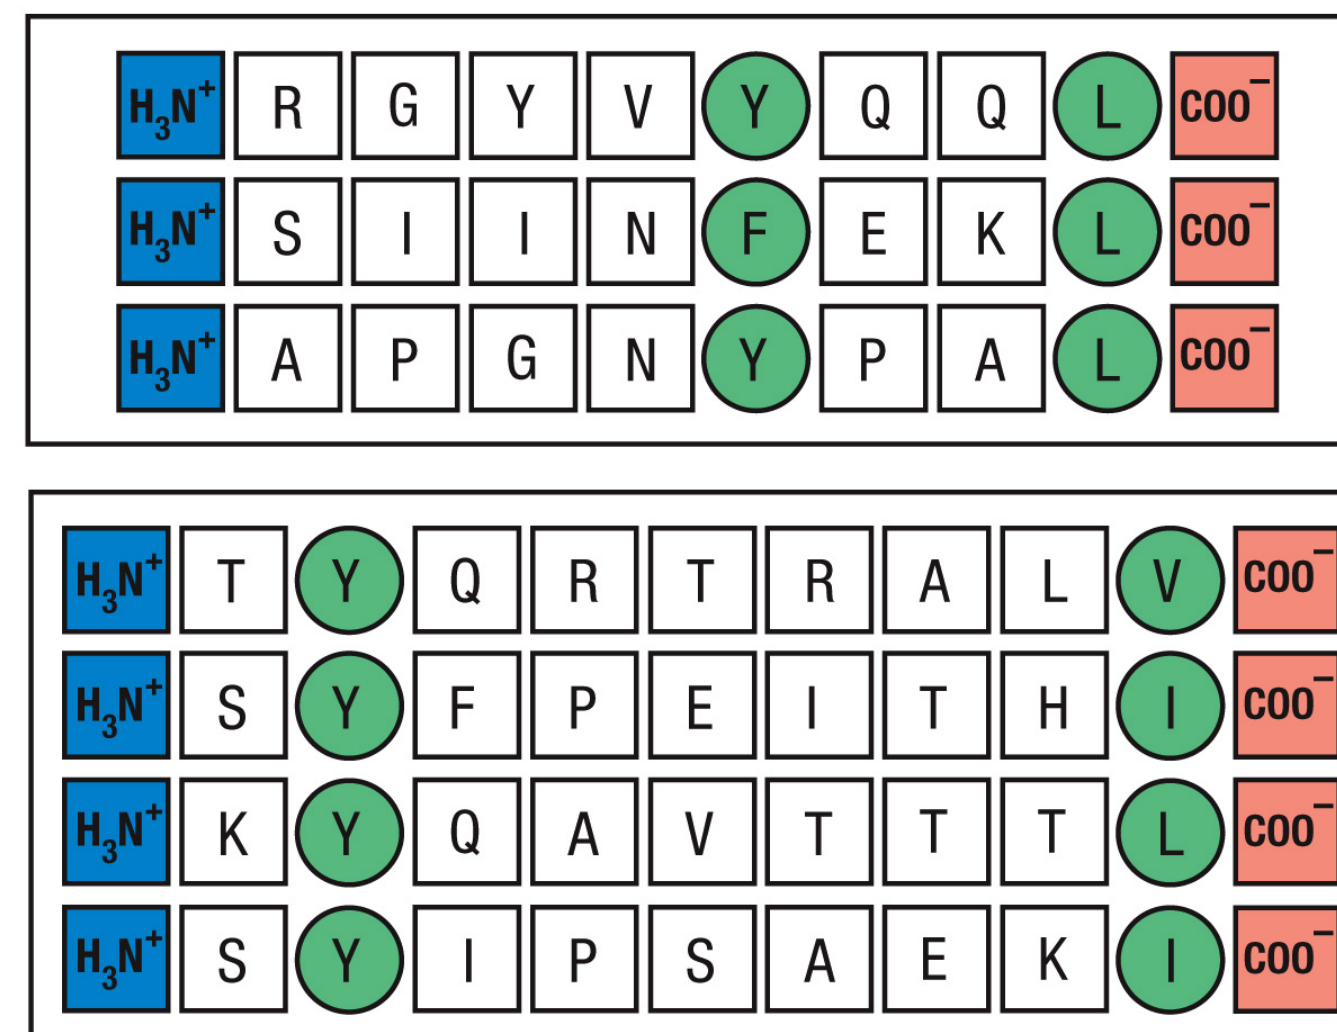 H₃N⁺ R G Y V Y Q Q L COO⁻
H₃N⁺ S I I N F E K L COO⁻
H₃N⁺ A P G N Y P A L COO⁻
H₃N⁺ T Y Q R T R A L V COO⁻
H₃N⁺ S Y F P E I T H I COO⁻
H₃N⁺ K Y Q A V T T T L COO⁻
H₃N⁺ S Y I P S A E K I COO⁻